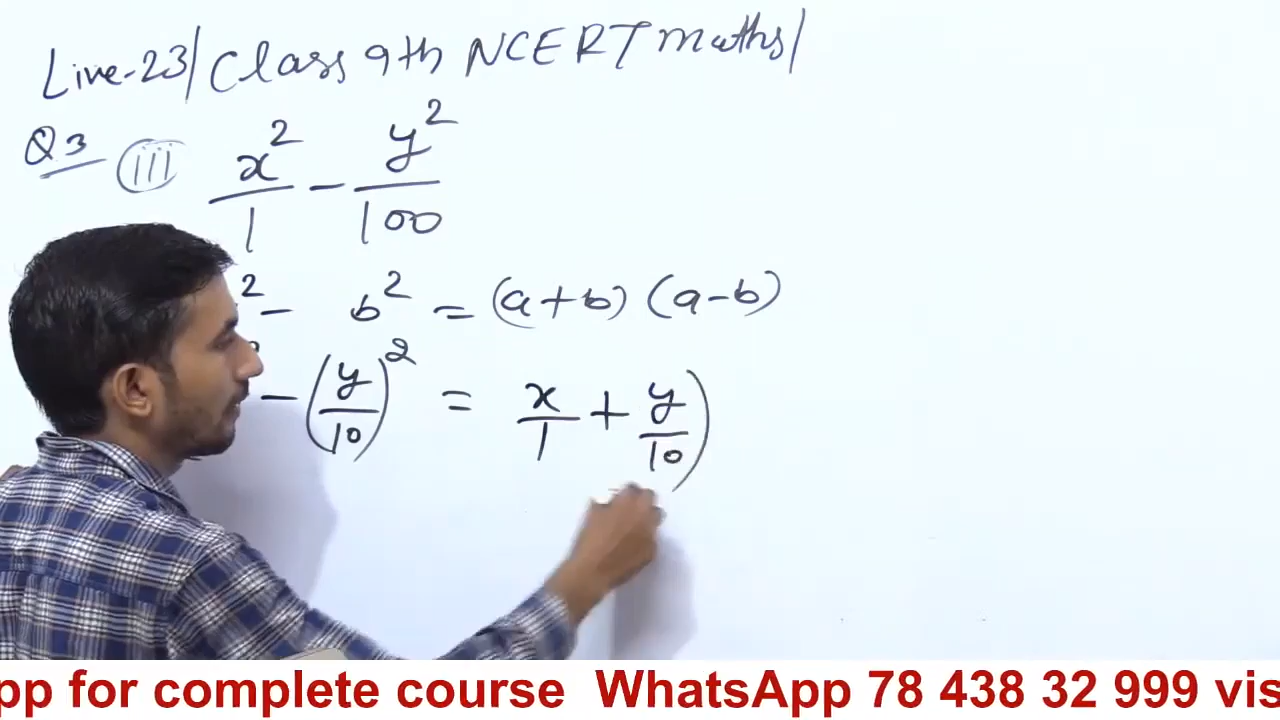 Live-23/Class 9th NCERT maths/
Q3 (iii) x²/1 - y²/100
² - b² = (a+b) (a-b)
- (y/10)² = x/1 + y/10)
pp for complete course WhatsApp 78 438 32 999 vis